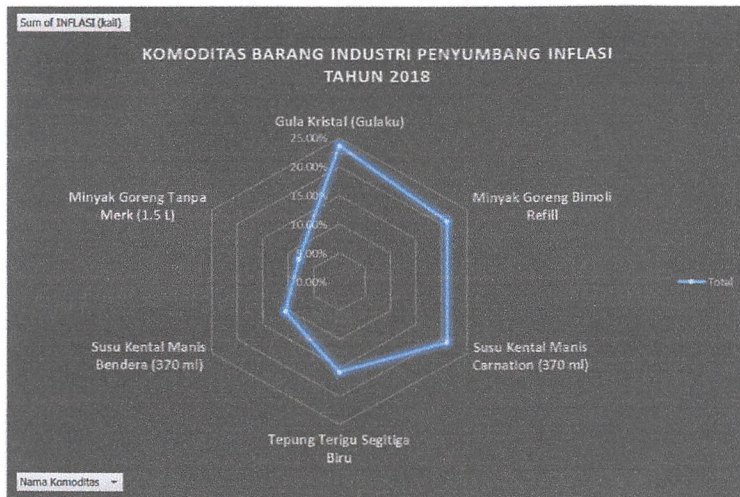 Sum of INFLASI (kali)
KOMODITAS BARANG INDUSTRI PENYUMBANG INFLASI
TAHUN 2018
Gula Kristal (Gulaku)
25.00%
20.00%
15.00%
10.00%
5.00%
0.00%
Minyak Goreng Bimoli
Refill
Susu Kental Manis
Carnation (370 ml)
Tepung Terigu Segitiga
Biru
Susu Kental Manis
Bendera (370 ml)
Minyak Goreng Tanpa
Merk (1.5 L)
Total
Nama Komoditas